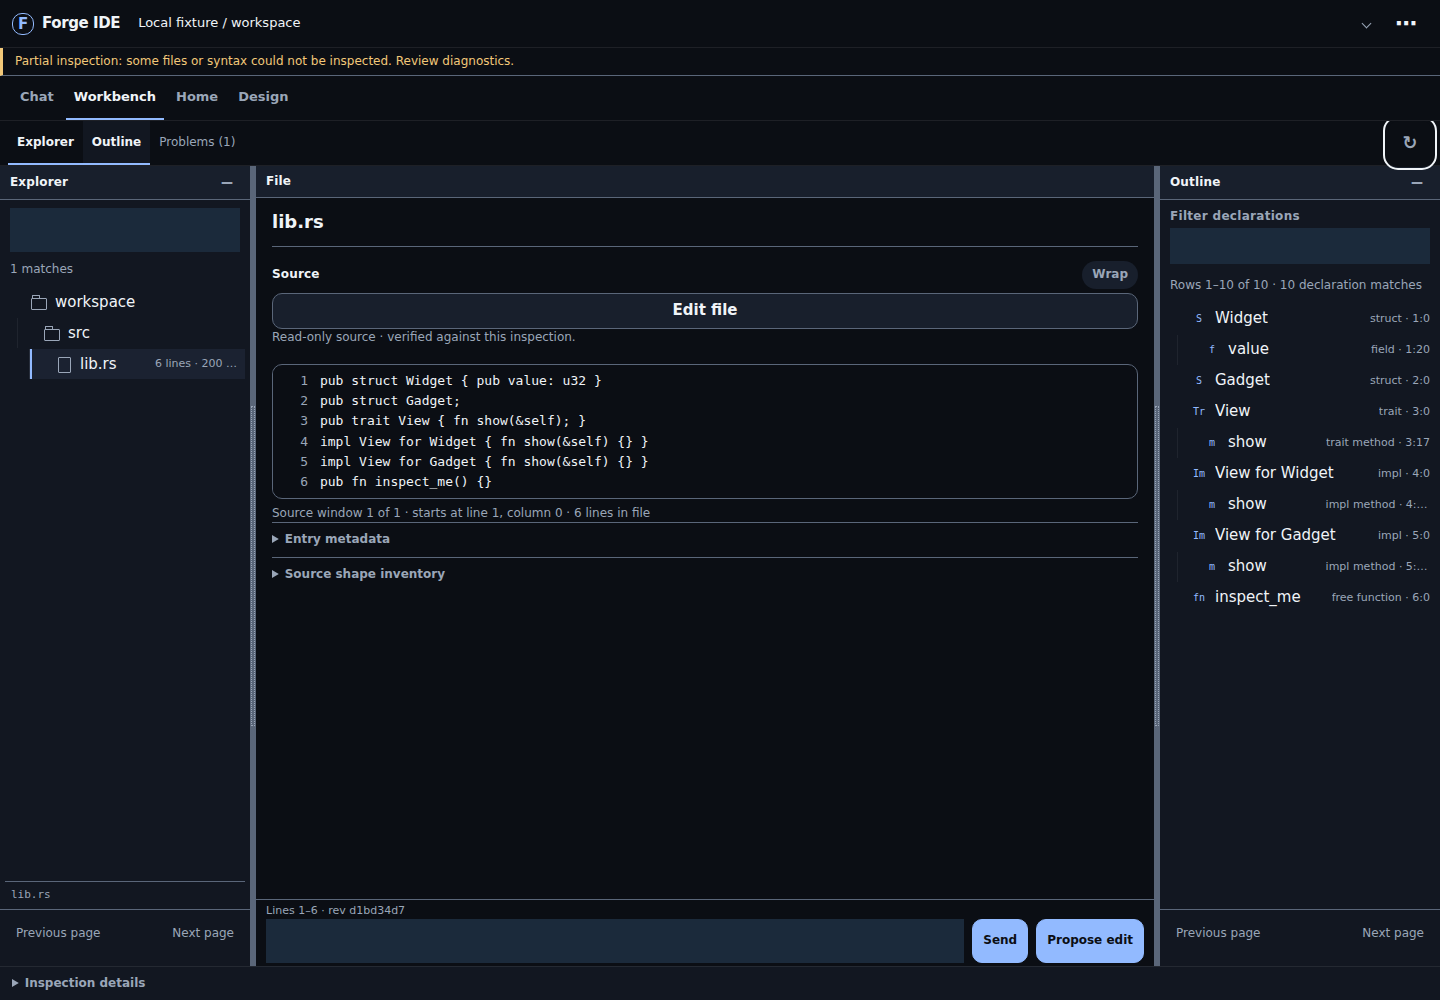 F Forge IDE Local fixture / workspace
Partial inspection: some files or syntax could not be inspected. Review diagnostics.
Chat Workbench Home Design
Explorer Outline Problems (1)
Explorer
1 matches
workspace
src
lib.rs 6 lines · 200 …
lib.rs
Previous page Next page
File
lib.rs
Source Wrap
Edit file
Read-only source · verified against this inspection.
1 pub struct Widget { pub value: u32 }
2 pub struct Gadget;
3 pub trait View { fn show(&self); }
4 impl View for Widget { fn show(&self) {} }
5 impl View for Gadget { fn show(&self) {} }
6 pub fn inspect_me() {}
Source window 1 of 1 · starts at line 1, column 0 · 6 lines in file
Entry metadata
Source shape inventory
Lines 1–6 · rev d1bd34d7
Send Propose edit
Outline
Filter declarations
Rows 1–10 of 10 · 10 declaration matches
S Widget struct · 1:0
f value field · 1:20
S Gadget struct · 2:0
Tr View trait · 3:0
m show trait method · 3:17
Im View for Widget impl · 4:0
m show impl method · 4:…
Im View for Gadget impl · 5:0
m show impl method · 5:…
fn inspect_me free function · 6:0
Previous page Next page
Inspection details